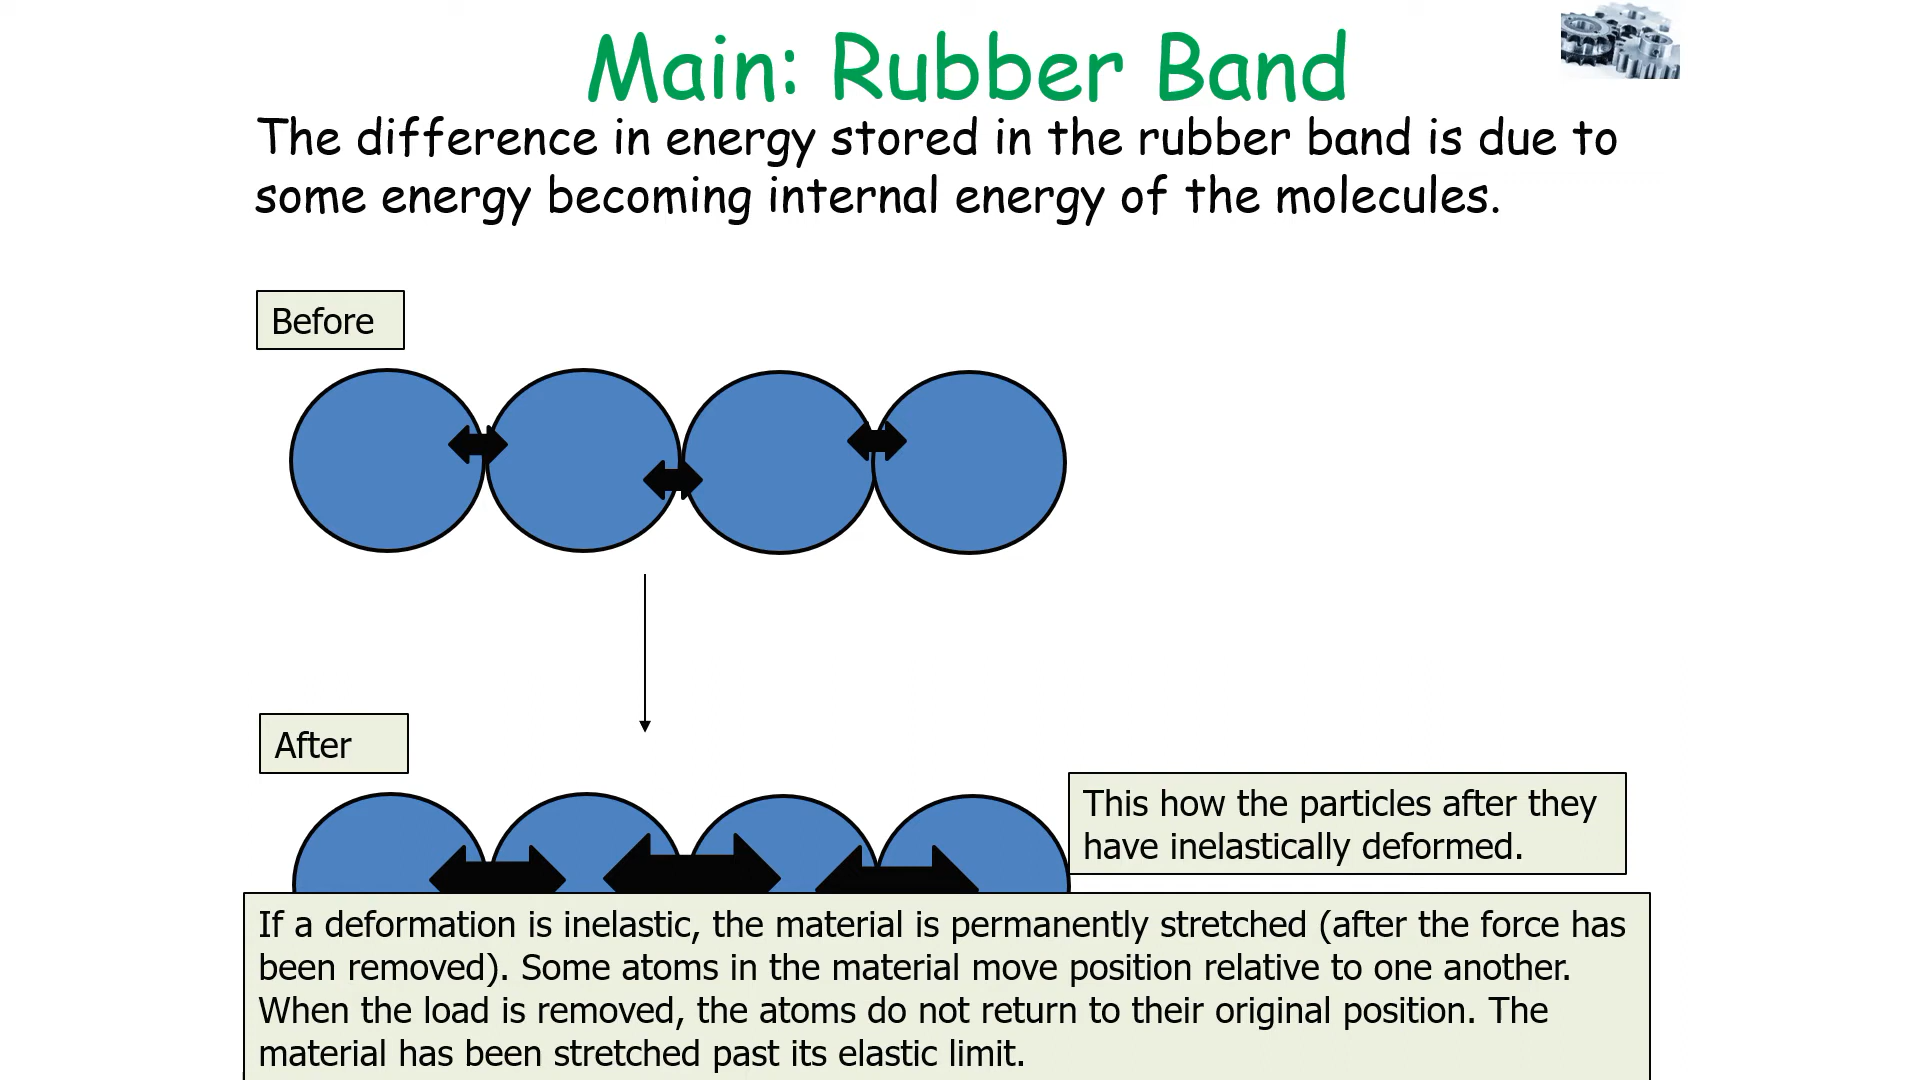 Main: Rubber Band
The difference in energy stored in the rubber band is due to
some energy becoming internal energy of the molecules.
Before
After
This how the particles after they
have inelastically deformed.
If a deformation is inelastic, the material is permanently stretched (after the force has
been removed). Some atoms in the material move position relative to one another.
When the load is removed, the atoms do not return to their original position. The
material has been stretched past its elastic limit.